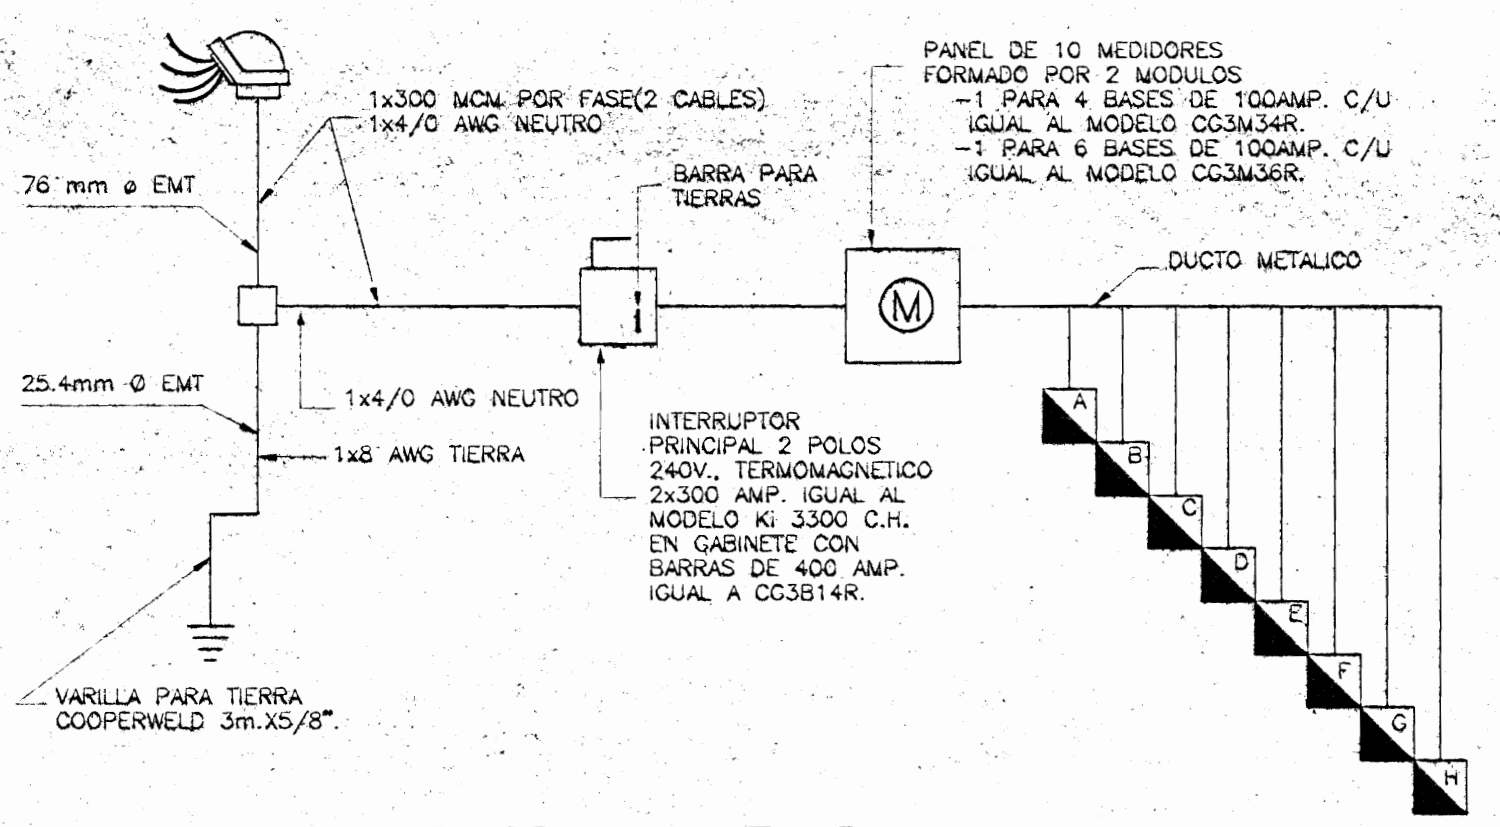 PANEL DE 10 MEDIDORES
FORMADO POR 2 MODULOS
-1 PARA 4 BASES DE 100AMP. C/U
IGUAL AL MODELO CG3M34R.
-1 PARA 6 BASES DE 100AMP. C/U
IGUAL AL MODELO CG3M36R.
1x300 MCM POR FASE(2 CABLES)
1x4/0 AWG NEUTRO
BARRA PARA
TIERRAS
76 mm ø EMT
DUCTO METALICO
M
25.4mm Ø EMT
1x4/0 AWG NEUTRO
1x8 AWG TIERRA
INTERRUPTOR
PRINCIPAL 2 POLOS
240V., TERMOMAGNETICO
2x300 AMP. IGUAL AL
MODELO Ki 3300 C.H.
EN GABINETE CON
BARRAS DE 400 AMP.
IGUAL A CG3B14R.
A
B
C
D
E
F
G
H
VARILLA PARA TIERRA
COOPERWELD 3m.X5/8".